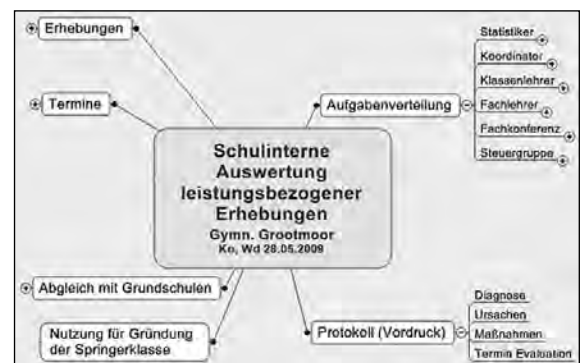 Erhebungen
Termine
Schulinterne
Auswertung
leistungsbezogener
Erhebungen
Gymn. Grootmoor
Ko, Wd 28.05.2009
Abgleich mit Grundschulen
Nutzung für Gründung
der Springerklasse
Aufgabenverteilung
Statistiker
Koordinator
Klassenlehrer
Fachlehrer
Fachkonferenz
Steuergruppe
Protokoll (Vordruck)
Diagnose
Ursachen
Maßnahmen
Termin Evaluation